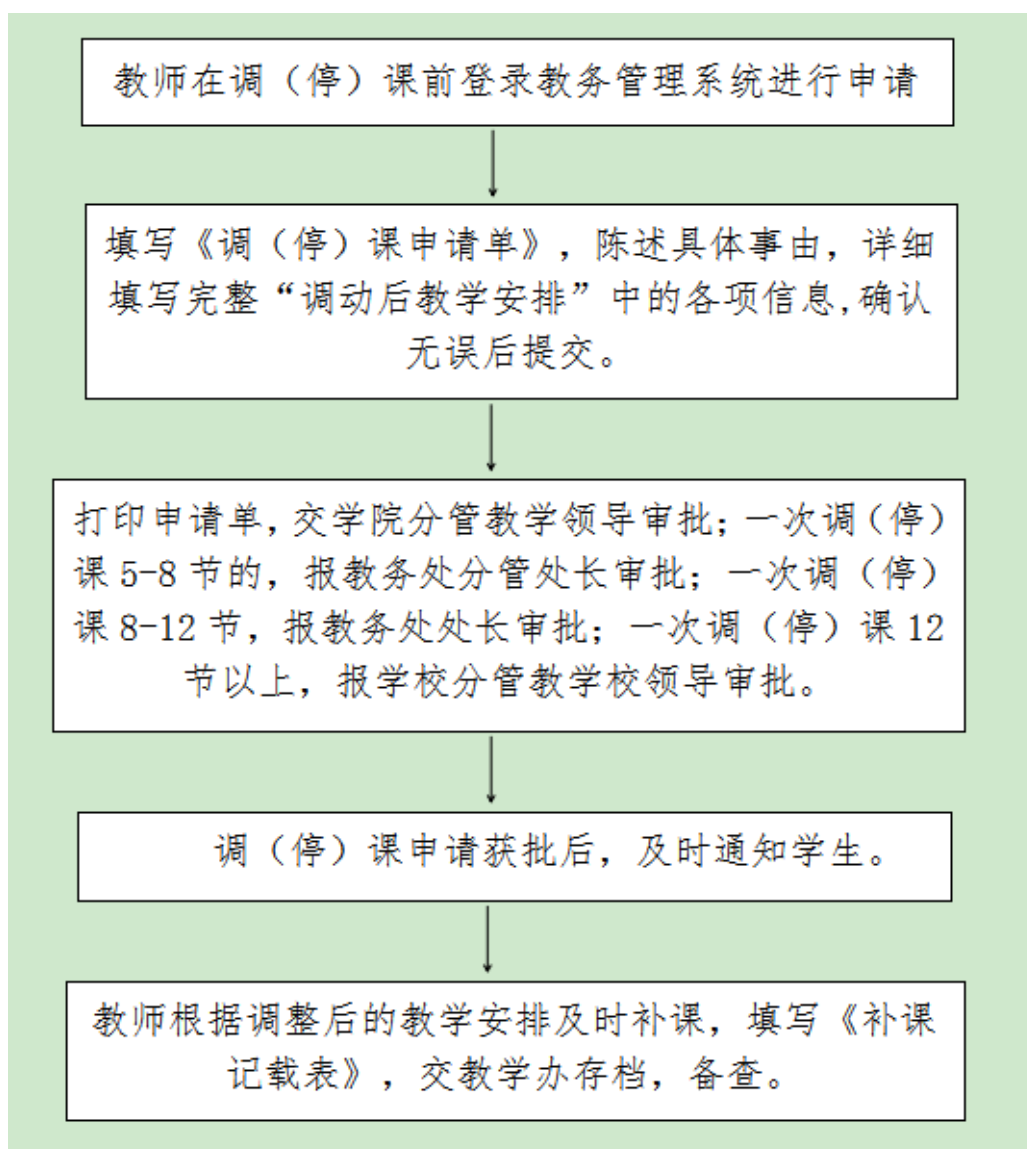 教师在调（停）课前登录教务管理系统进行申请
填写《调（停）课申请单》，陈述具体事由，详细
填写完整“调动后教学安排”中的各项信息,确认
无误后提交。
打印申请单，交学院分管教学领导审批；一次调（停）
课 5-8 节的，报教务处分管处长审批；一次调（停）
课 8-12 节，报教务处处长审批；一次调（停）课 12
节以上，报学校分管教学校领导审批。
调（停）课申请获批后，及时通知学生。
教师根据调整后的教学安排及时补课，填写《补课
记载表》，交教学办存档，备查。